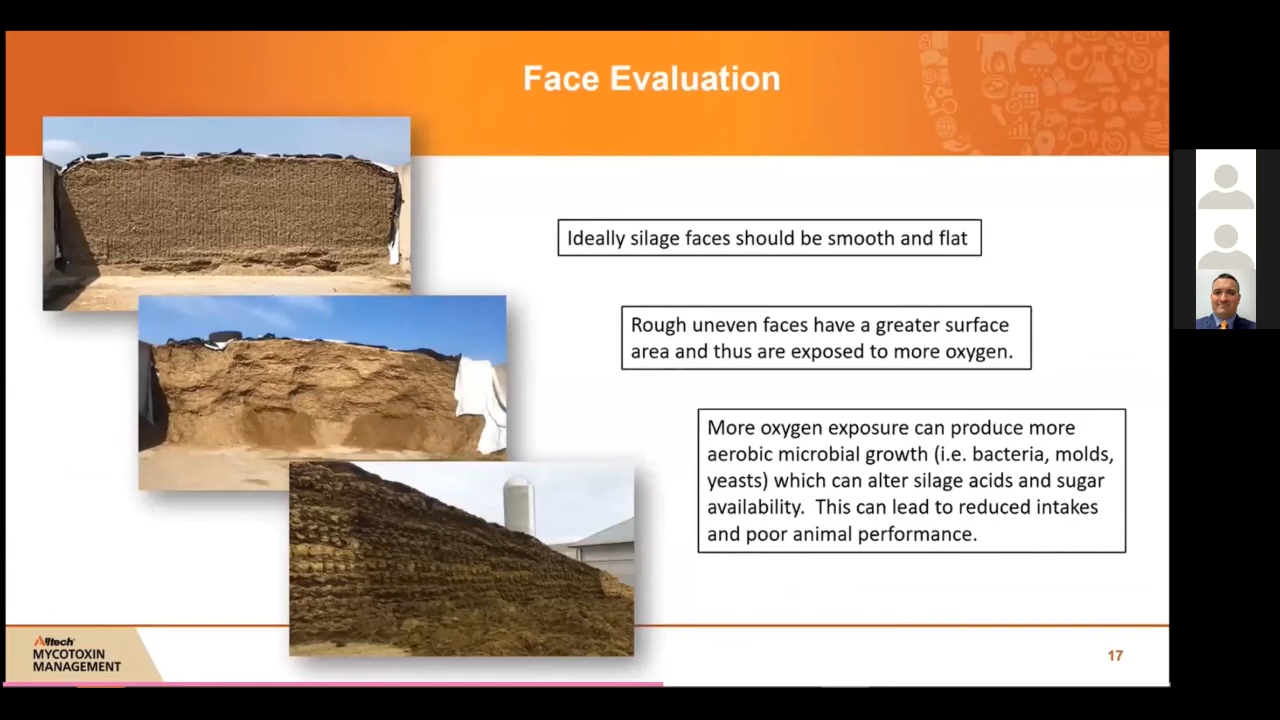 Face Evaluation
Ideally silage faces should be smooth and flat
Rough uneven faces have a greater surface
area and thus are exposed to more oxygen.
More oxygen exposure can produce more
aerobic microbial growth (i.e. bacteria, molds,
yeasts) which can alter silage acids and sugar
availability.  This can lead to reduced intakes
and poor animal performance.
Alltech
MYCOTOXIN
MANAGEMENT
17